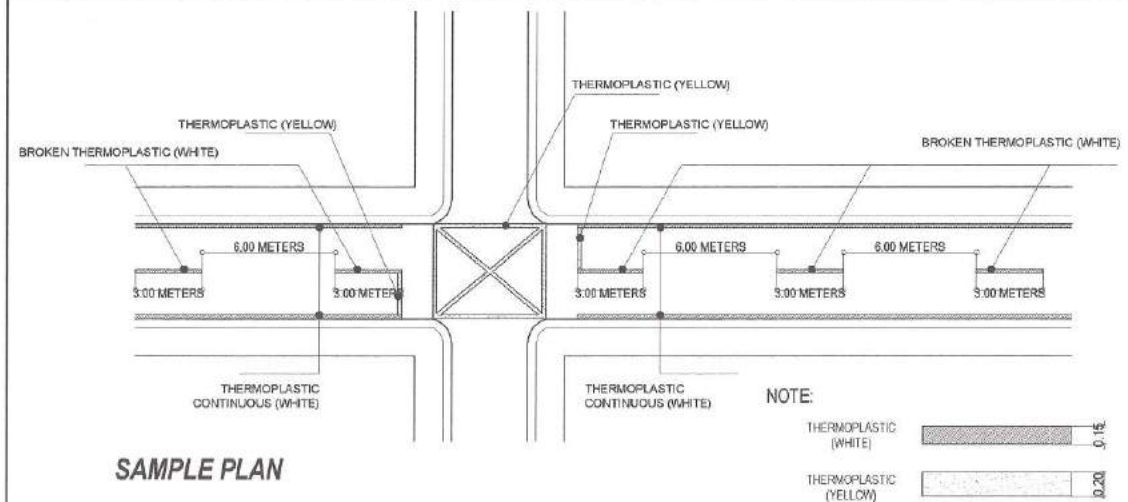 THERMOPLASTIC (YELLOW)
THERMOPLASTIC (YELLOW)
THERMOPLASTIC (YELLOW)
BROKEN THERMOPLASTIC (WHITE)
BROKEN THERMOPLASTIC (WHITE)
6.00 METERS
6.00 METERS
6.00 METERS
3.00 METERS
3.00 METERS
3.00 METERS
3.00 METERS
3.00 METERS
THERMOPLASTIC
CONTINUOUS (WHITE)
THERMOPLASTIC
CONTINUOUS (WHITE)
NOTE:
THERMOPLASTIC
(WHITE)
0.15
SAMPLE PLAN
THERMOPLASTIC
(YELLOW)
0.20